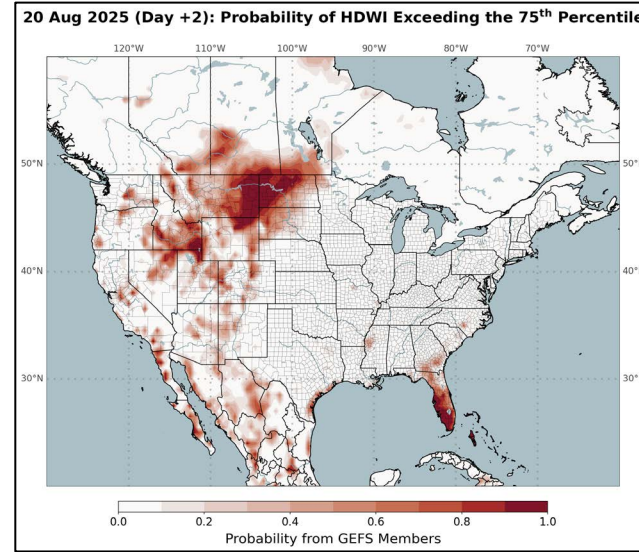 20 Aug 2025 (Day +2): Probability of HDWI Exceeding the 75th Percentile
120°W 110°W 100°W 90°W 80°W 70°W
50°N 50°N
40°N 40°N
30°N 30°N
0.0 0.2 0.4 0.6 0.8 1.0
Probability from GEFS Members